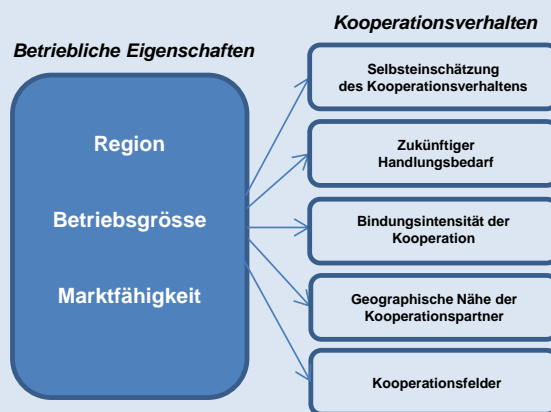 Kooperationsverhalten
Betriebliche Eigenschaften
Region
Betriebsgrösse
Marktfähigkeit
Selbsteinschätzung
des Kooperationsverhaltens
Zukünftiger
Handlungsbedarf
Bindungsintensität der
Kooperation
Geographische Nähe der
Kooperationspartner
Kooperationsfelder